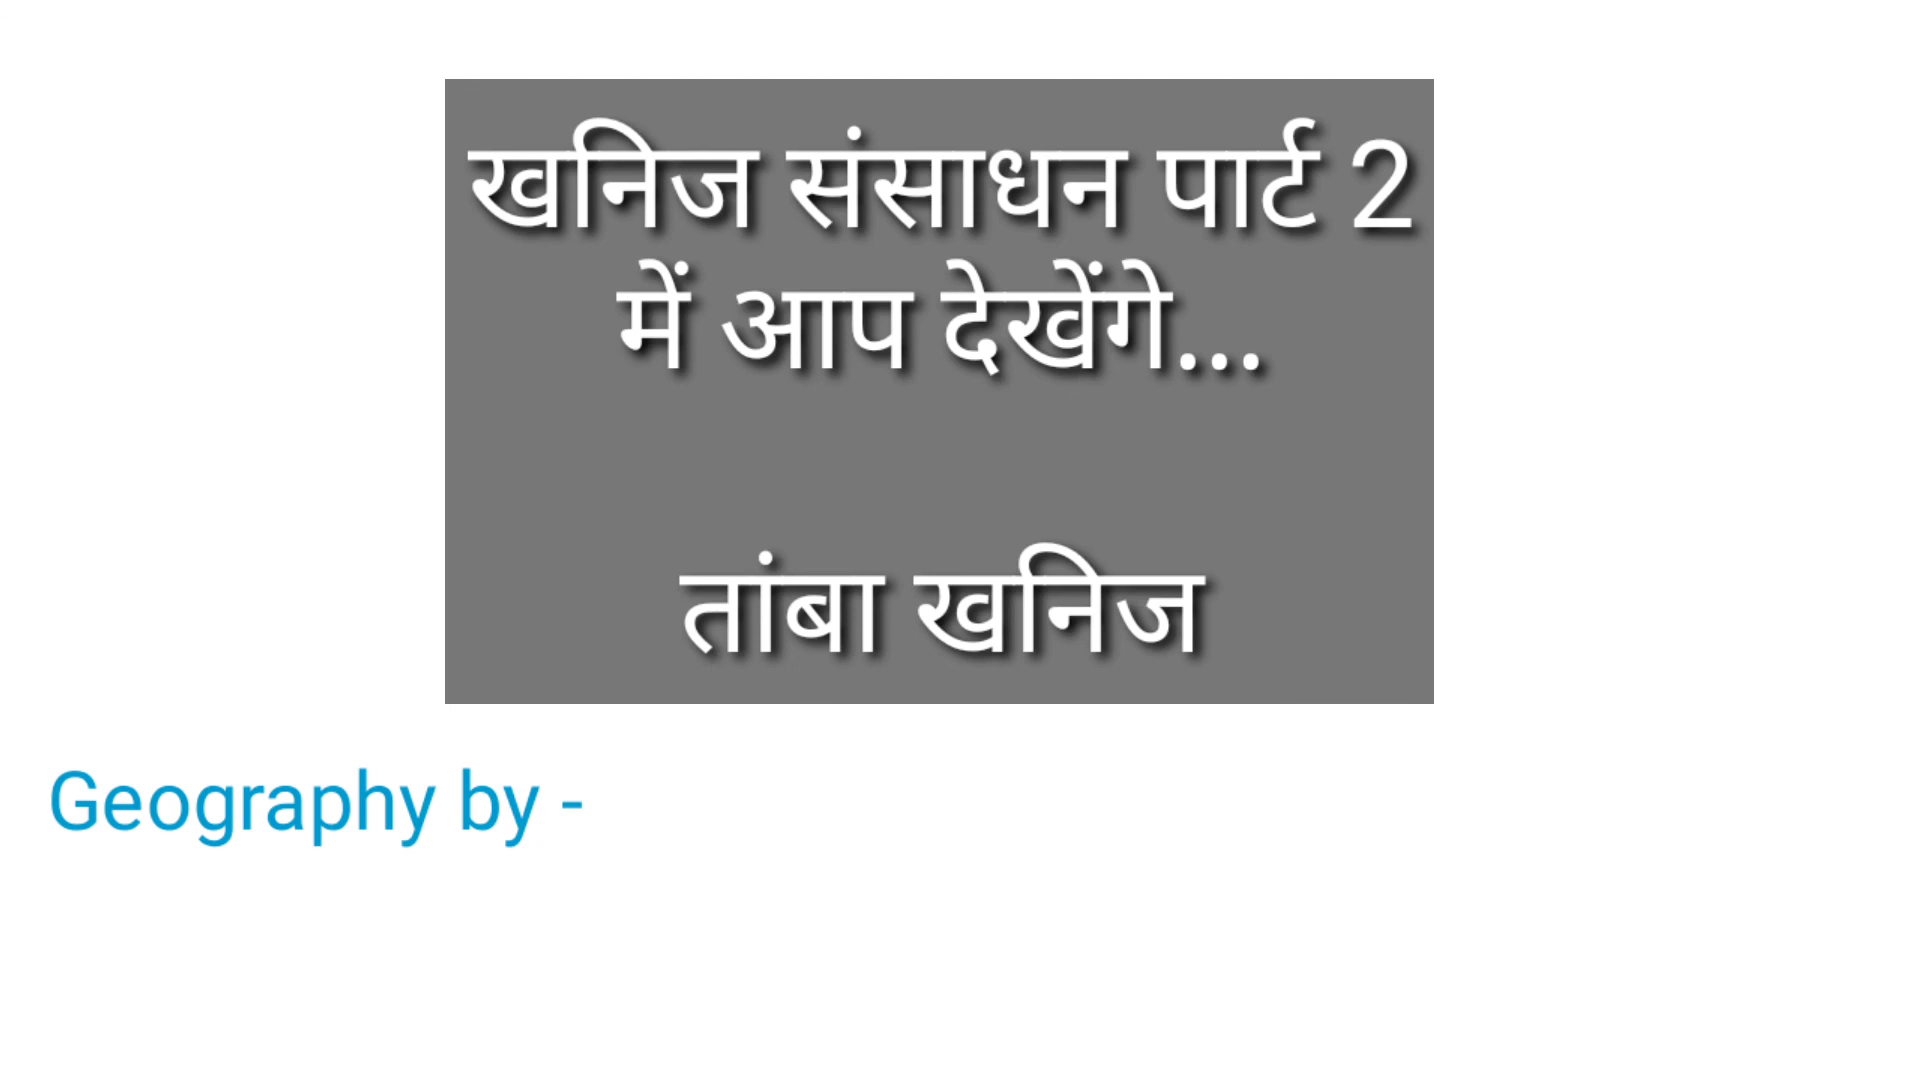 खनिज संसाधन पार्ट 2
में आप देखेंगे...
तांबा खनिज
Geography by -